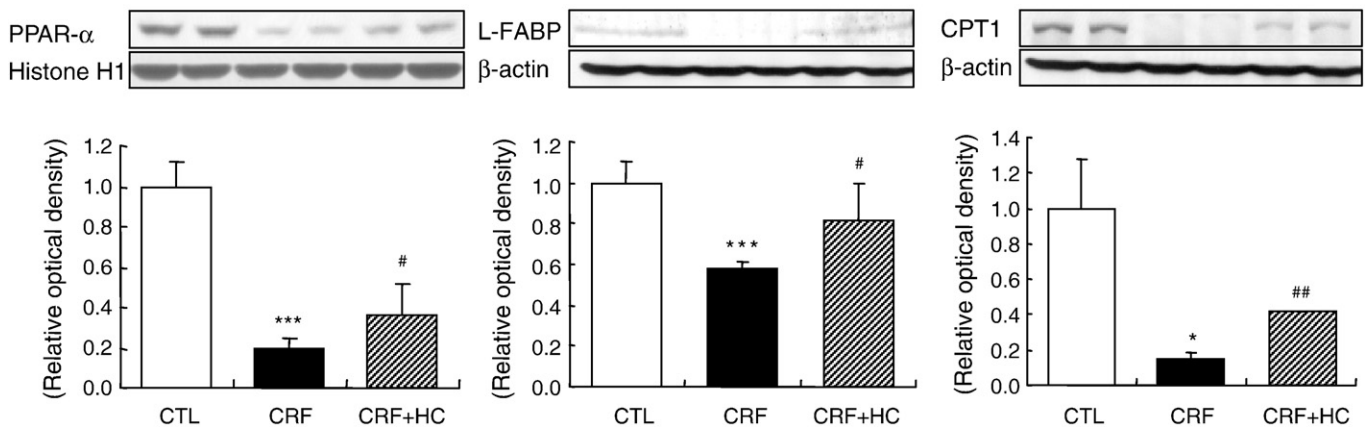 PPAR-α
Histone H1
(Relative optical density)
1.2
1.0
0.8
0.6
0.4
0.2
0.0
***
#
CTL CRF CRF+HC
L-FABP
β-actin
(Relative optical density)
1.2
1.0
0.8
0.6
0.4
0.2
0.0
***
#
CTL CRF CRF+HC
CPT1
β-actin
(Relative optical density)
1.4
1.2
1.0
0.8
0.6
0.4
0.2
0.0
*
##
CTL CRF CRF+HC